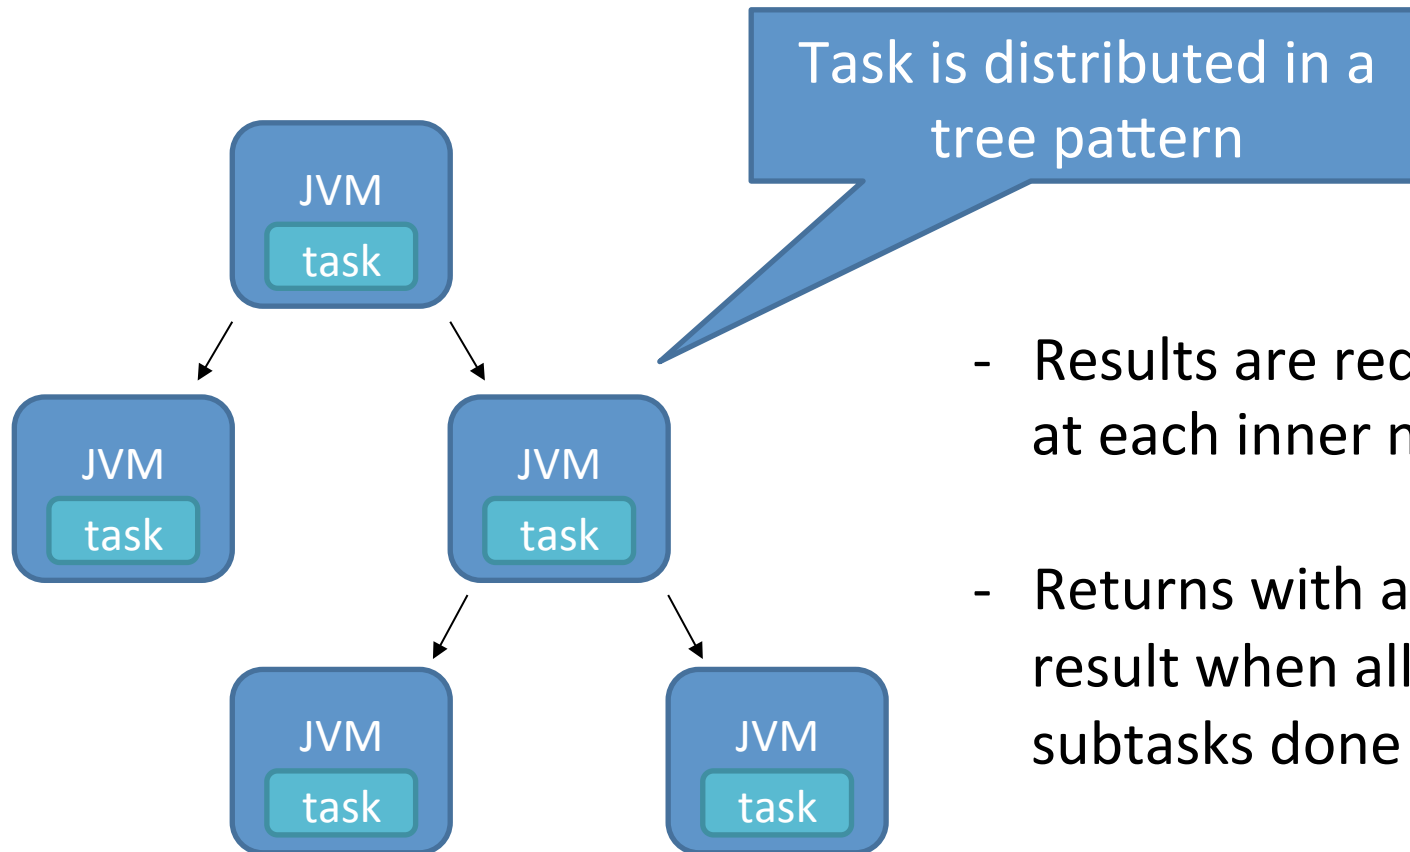 Task is distributed in a
tree pattern
JVM
task
JVM
task
JVM
task
JVM
task
JVM
task
- Results are
at each inner
- Returns with a
result when all
subtasks done